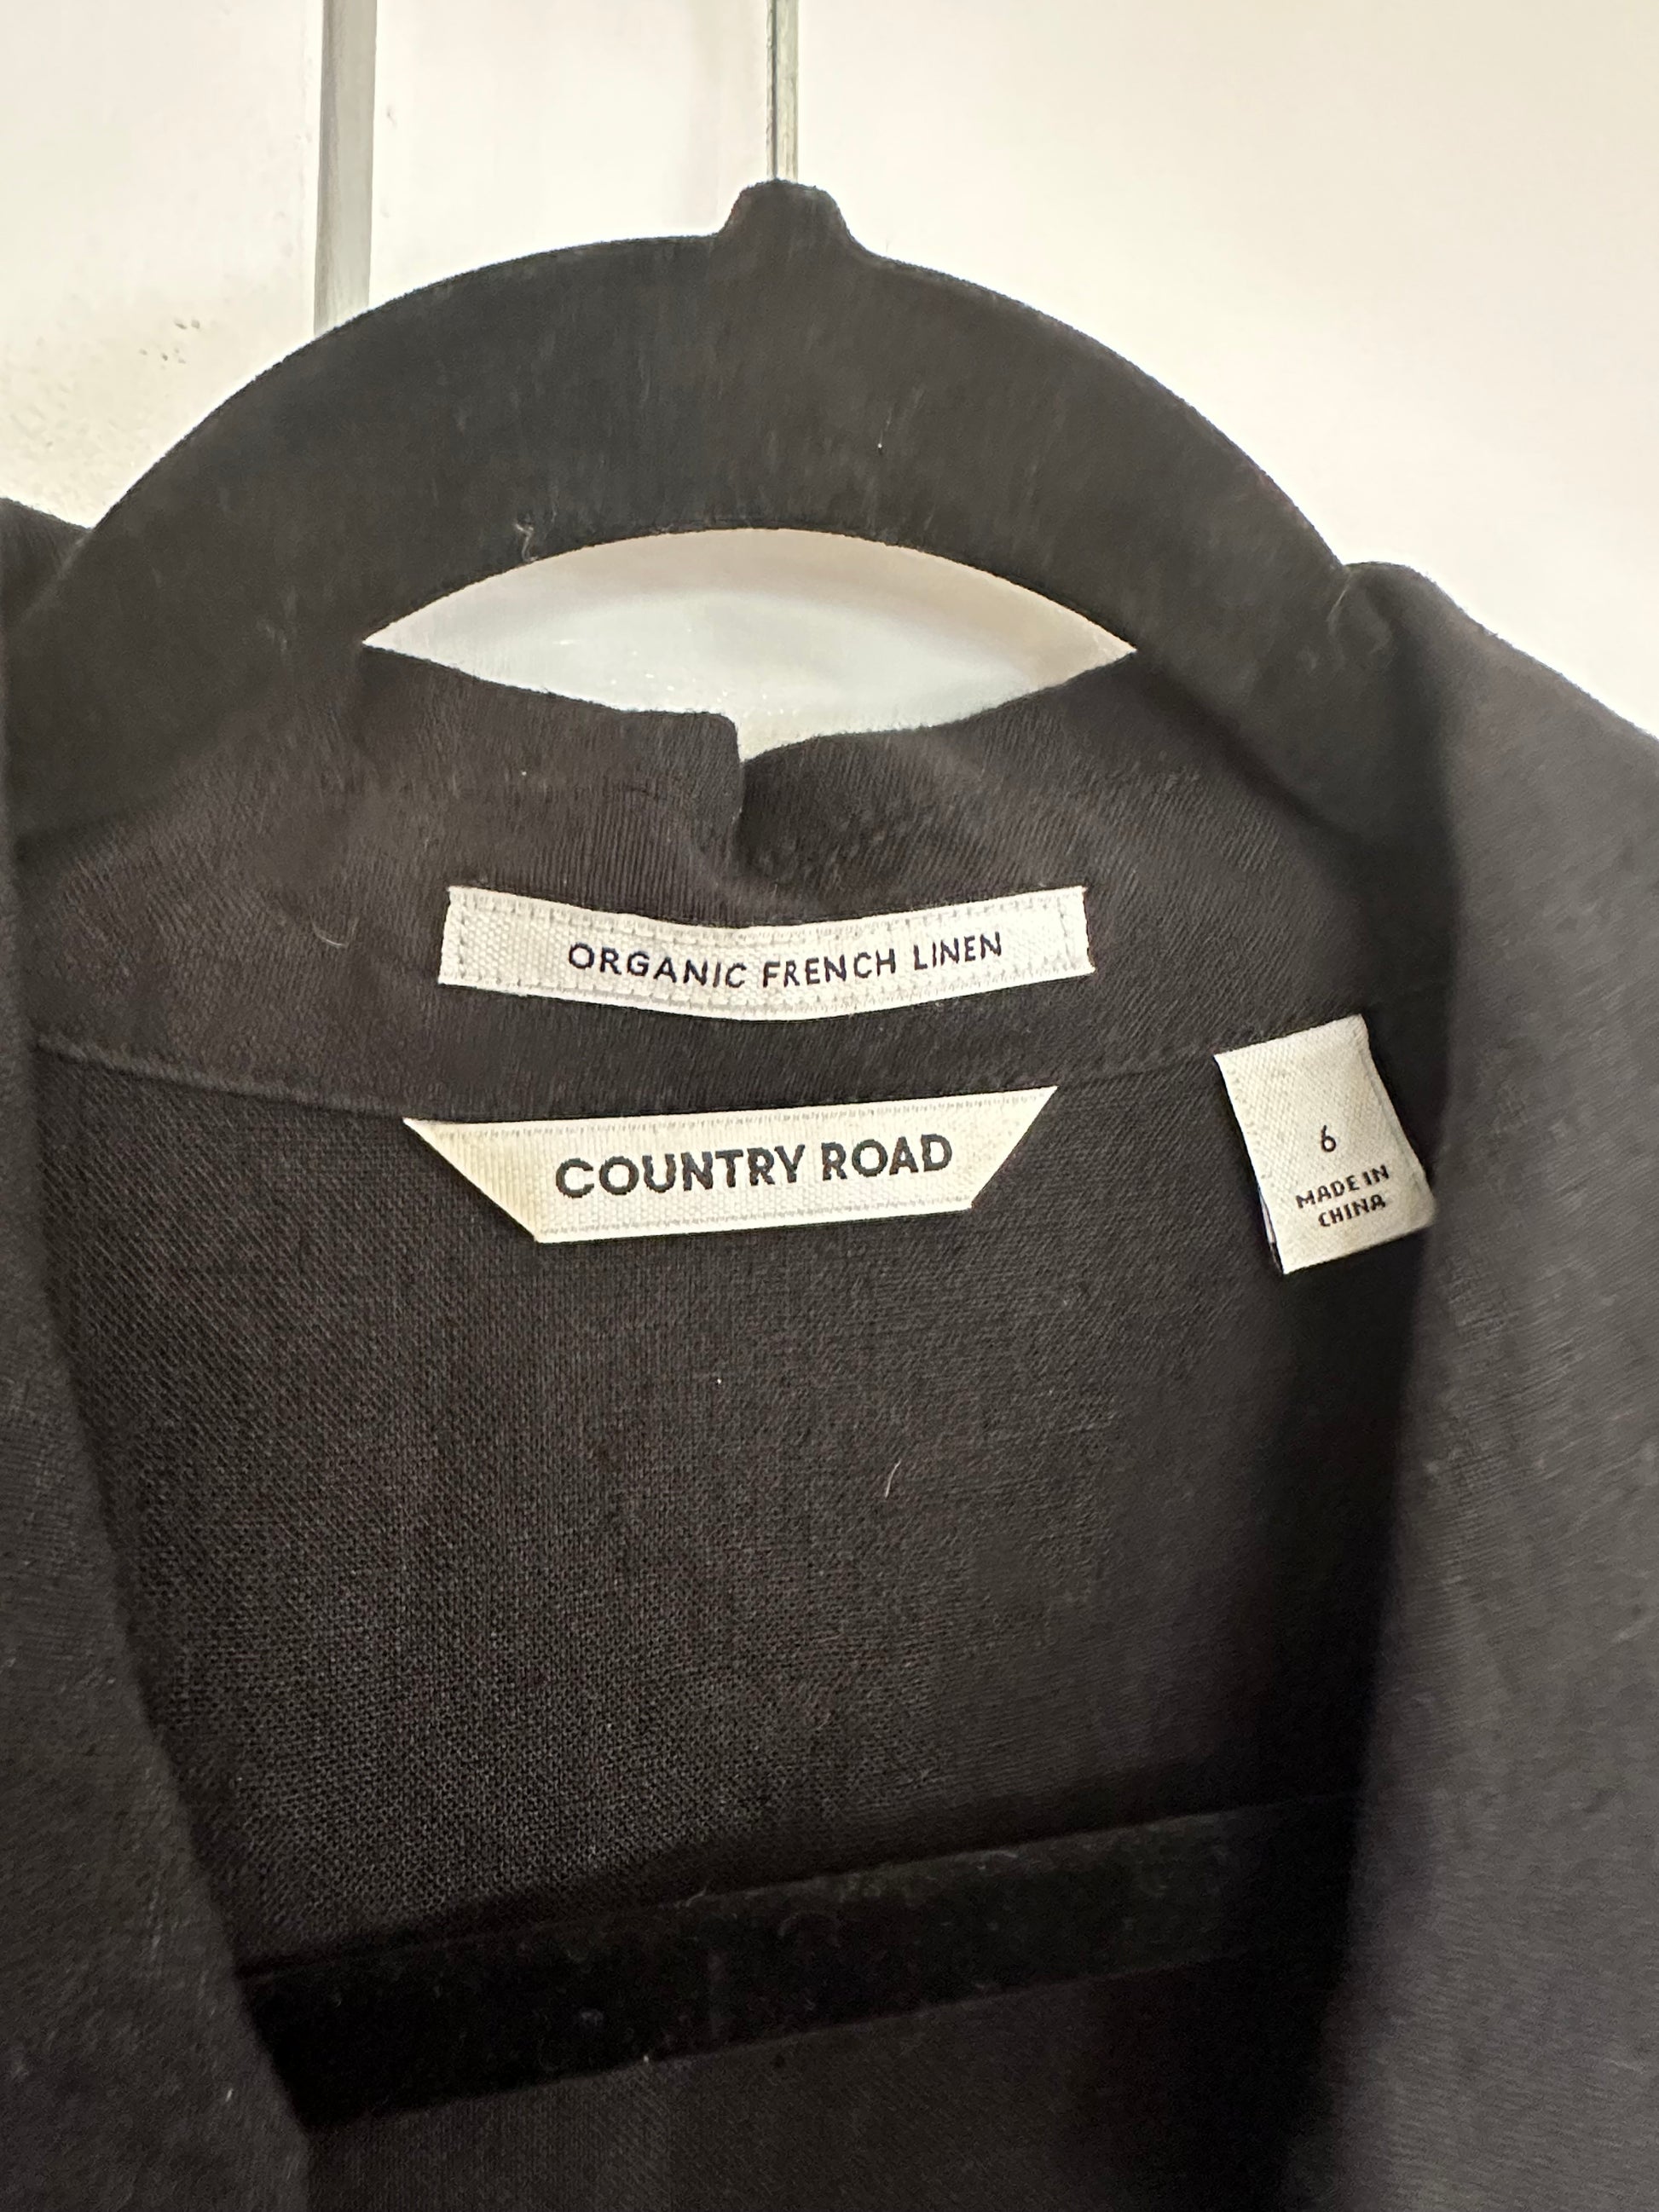 ORGANIC FRENCH LINEN
COUNTRY ROAD
6
MADE IN
CHINA